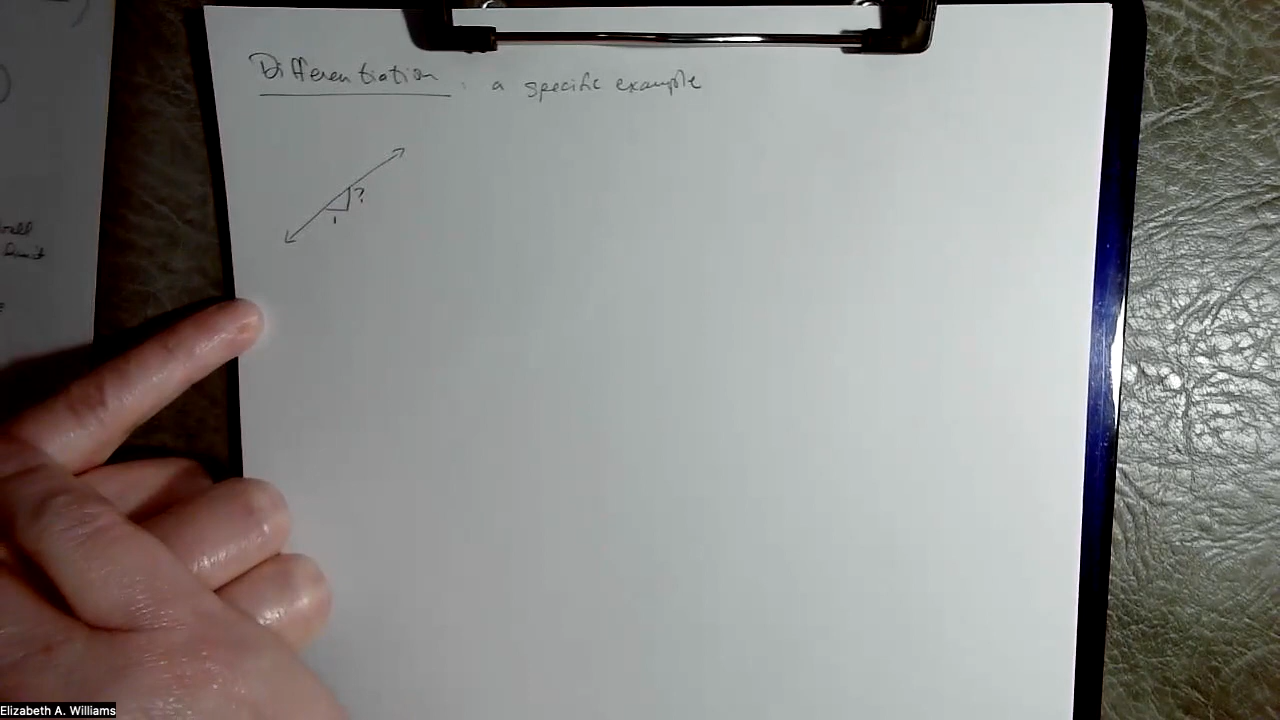 Differentiation : a specific example
?
1
Elizabeth A. Williams